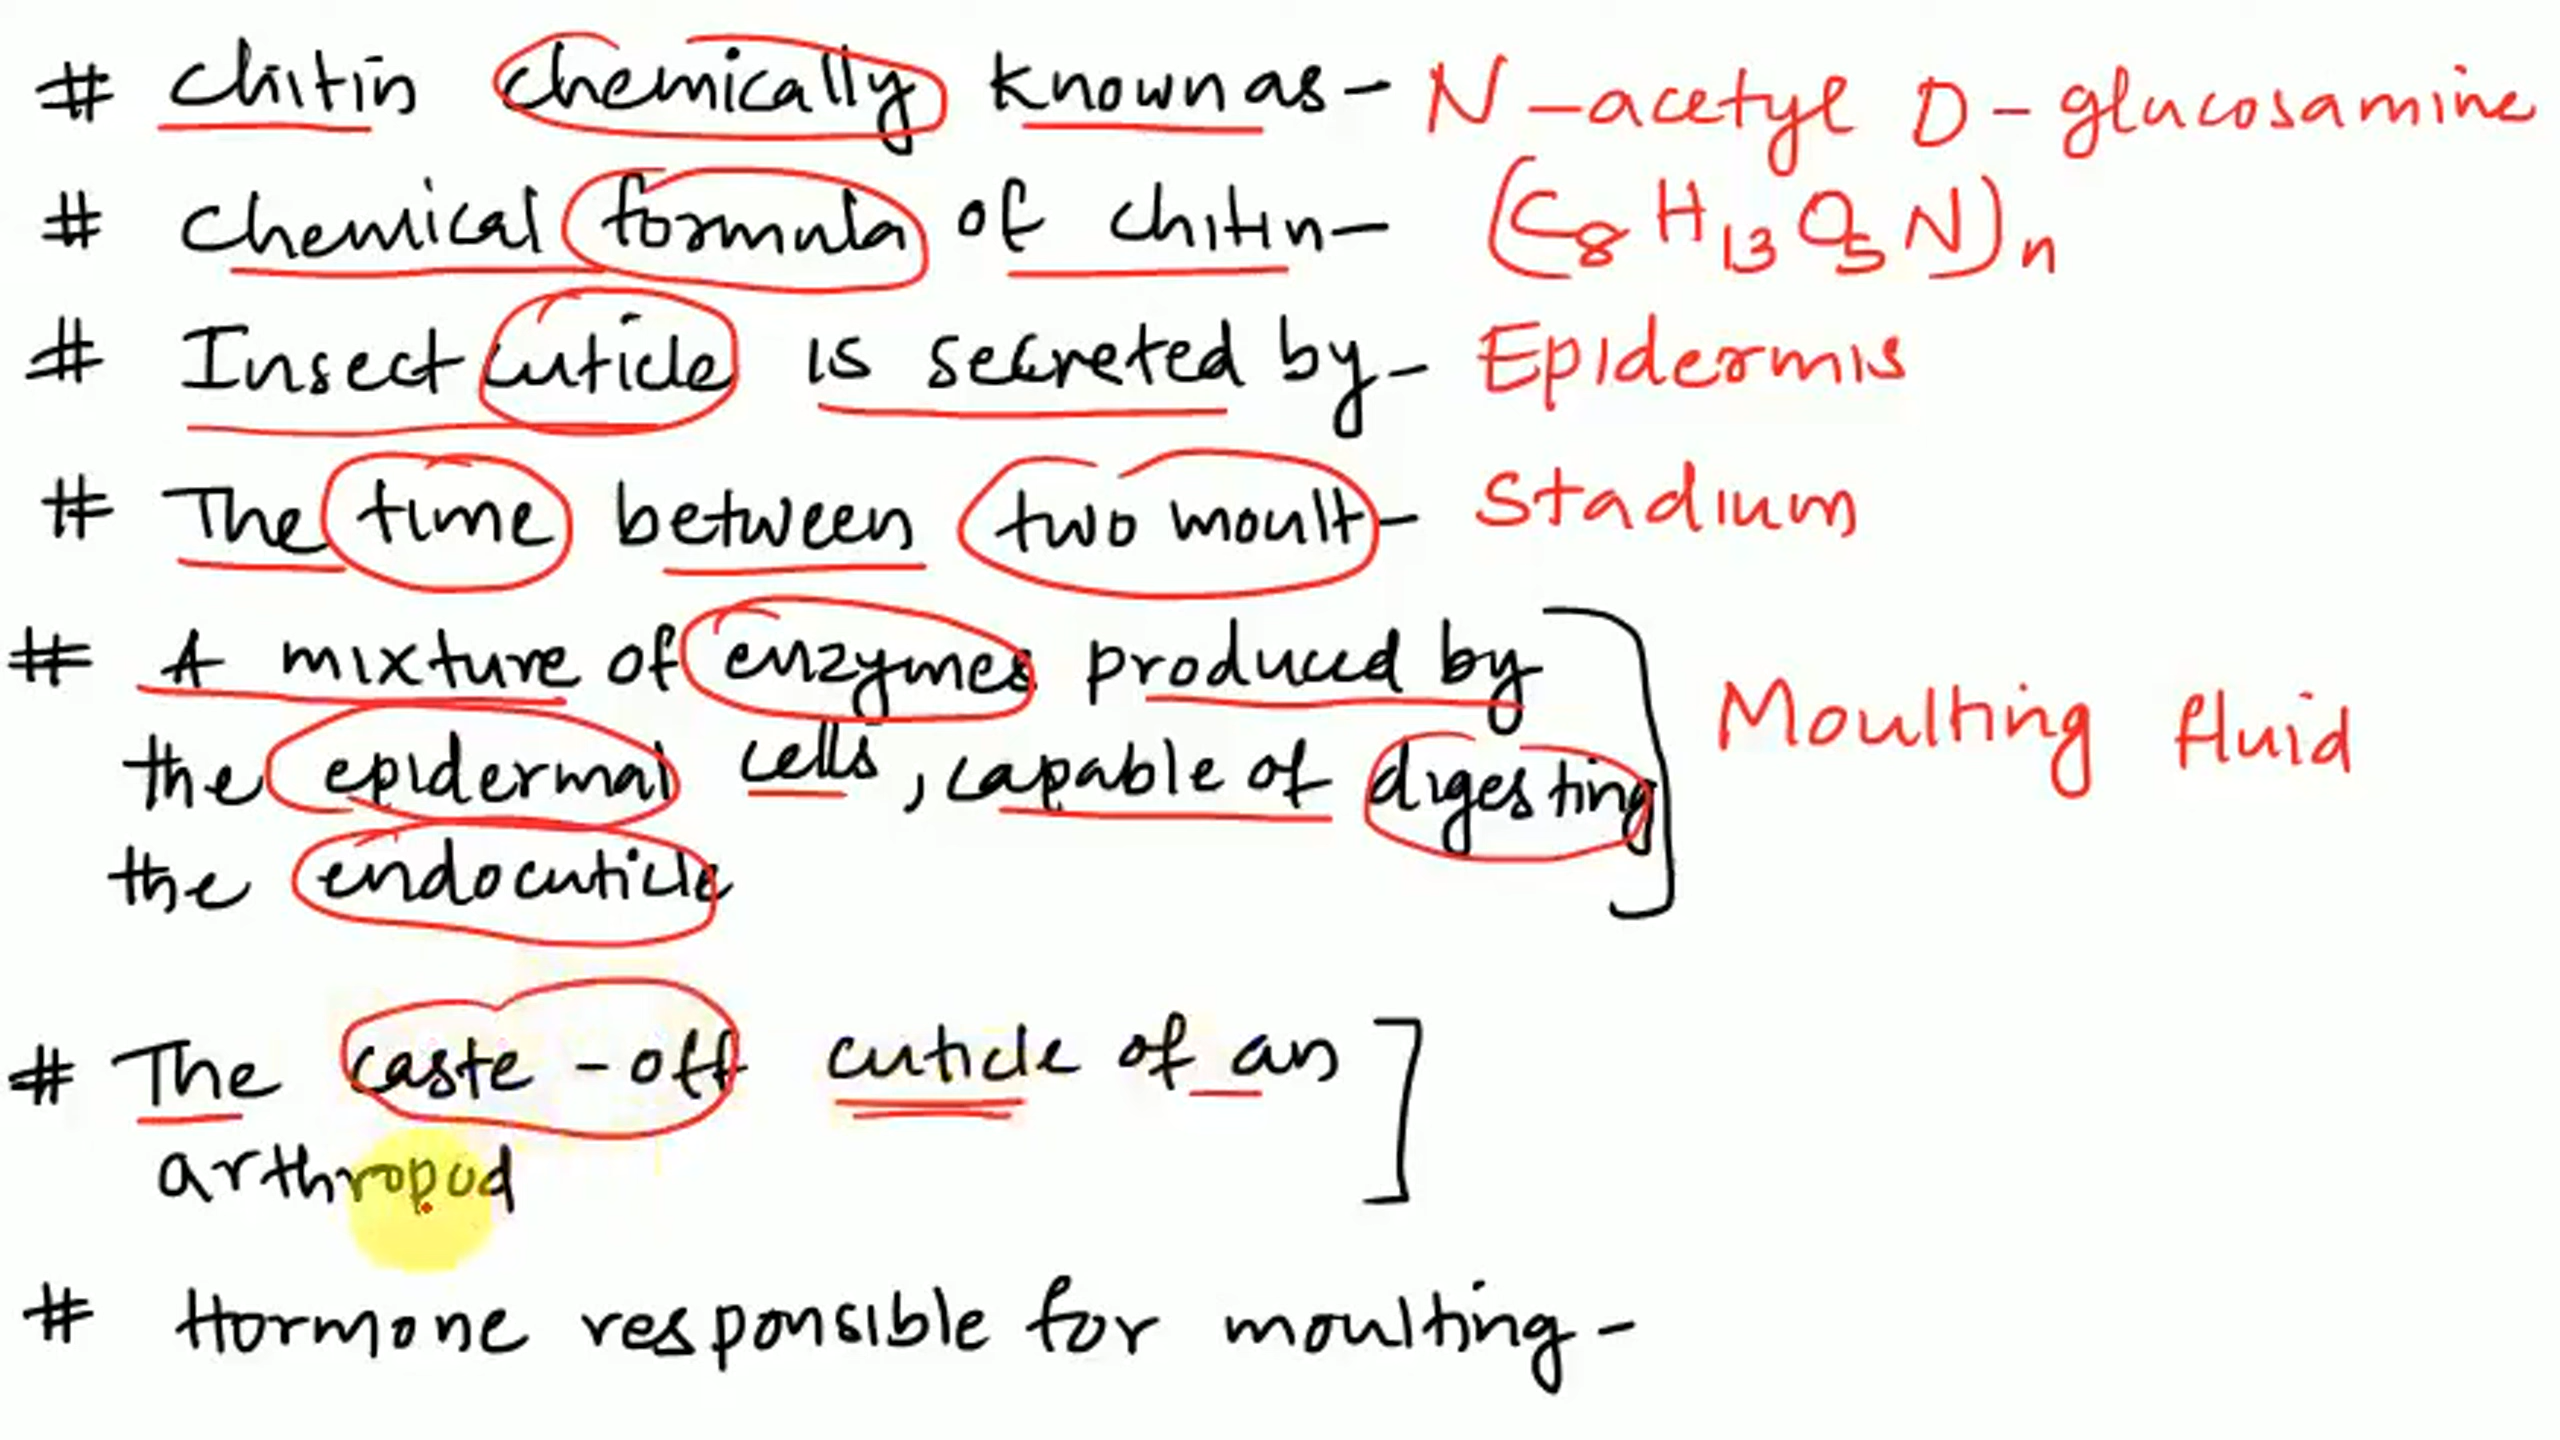 # Chitin chemically known as - N-acetyl D-glucosamine
# Chemical formula of chitin- (C8H13O5N)n
# Insect cuticle is secreted by- Epidermis
# The time between two moult- Stadium
# A mixture of enzymes produced by
the epidermal cells, capable of digesting
the endocuticle
Moulting fluid
# The caste-off cuticle of an
arthropod
# Hormone responsible for moulting-